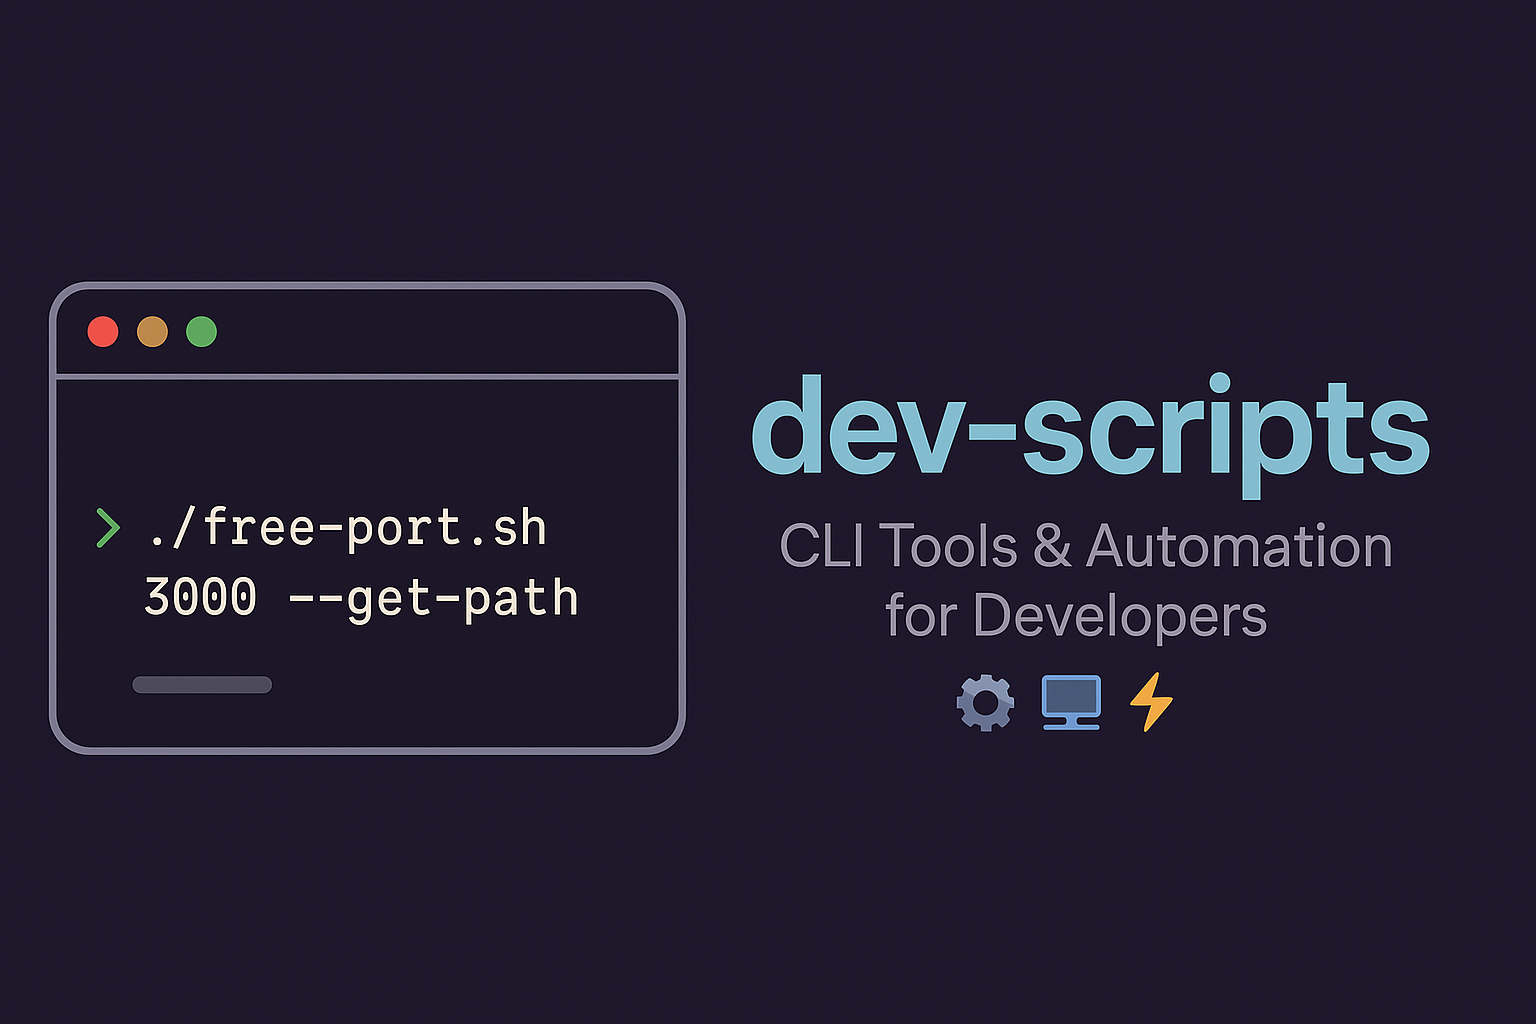 ./free-port.sh
3000 --get-path
dev-scripts
CLI Tools & Automation
for Developers